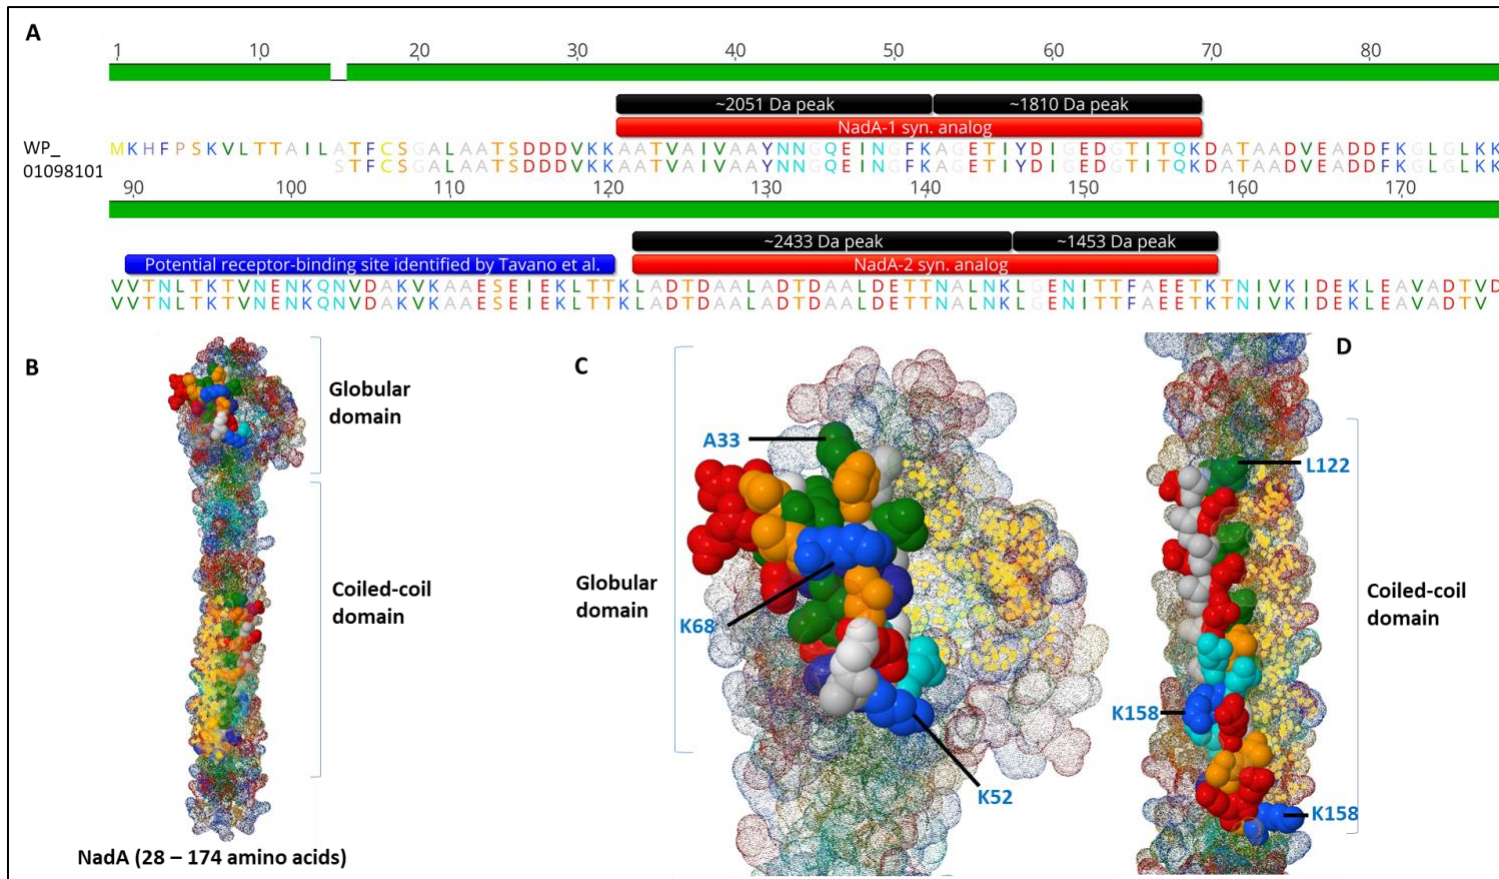 A
1 10 20 30 40 50 60 70 80
~2051 Da peak ~1810 Da peak
NadA-1 syn. analog
WP_
01098101
MKHFPSKVLTTAILATFCSGALAATSDDDVKKAATVAIVAAYNNGQEINGFKAGETIYDIGEDGTITQKDATAADVEADDFKGLGLKK
STFCSGALAATSDDDVKKAATVAIVAAYNNGQEINGFKAGETIYDIGEDGTITQKDATAADVEADDFKGLGLKK
90 100 110 120 130 140 150 160 170
~2433 Da peak ~1453 Da peak
Potential receptor-binding site identified by Tavano et al. NadA-2 syn. analog
VVTNLTKTVNENKQNVDAKVKAAESEIEKLTTKLADTDAALADTDAALDETTNALNKLGENITTFAEETKTNIVKIDEKLEAVADTVD
VVTNLTKTVNENKQNVDAKVKAAESEIEKLTTKLADTDAALADTDAALDETTNALNKLGENITTFAEETKTNIVKIDEKLEAVADTV
B
Globular
domain
Coiled-coil
domain
NadA (28 – 174 amino acids)
C
A33
Globular
domain
K68
K52
D
L122
Coiled-coil
domain
K158
K158